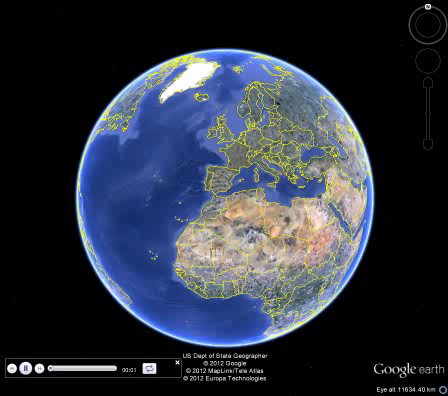 N
US Dept of State Geographer
© 2012 Google
© 2012 MapLink/Tele Atlas
© 2012 Europa Technologies
00:01
Google earth
Eye alt 11634.40 km